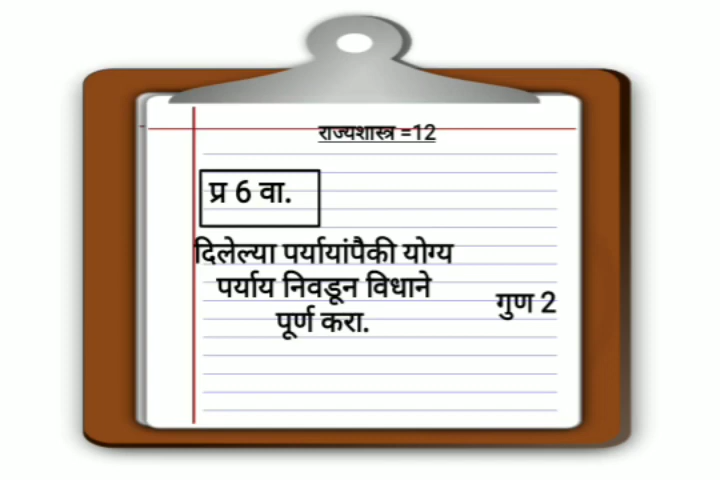 राज्यशास्त्र =12
प्र 6 वा.
दिलेल्या पर्यायांपैकी योग्य
पर्याय निवडून विधाने
पूर्ण करा.
गुण 2